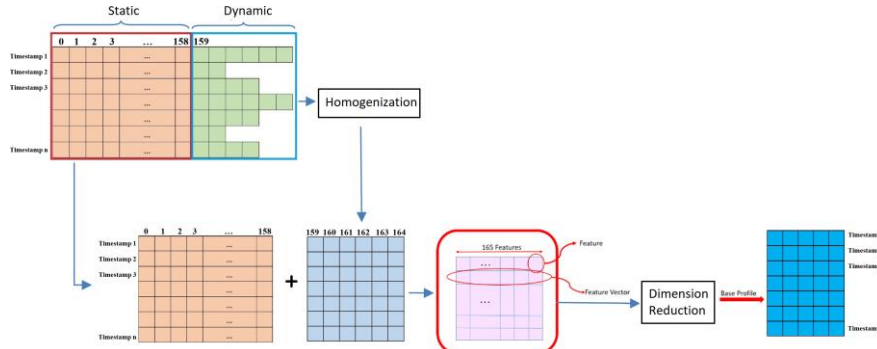 Static Dynamic
0 1 2 3 ... 158 159
Timestamp 1 ...
Timestamp 2 ...
Timestamp 3 ...
...
...
...
Timestamp n ...
Homogenization
0 1 2 3 ... 158
Timestamp 1 ...
Timestamp 2 ...
Timestamp 3 ...
...
...
...
Timestamp n ...
+
159 160 161 162 163 164
165 Features
...
...
Feature
Feature Vector
Dimension
Reduction
Base Profile
Timestam
Timestam
Timestam
Timestam